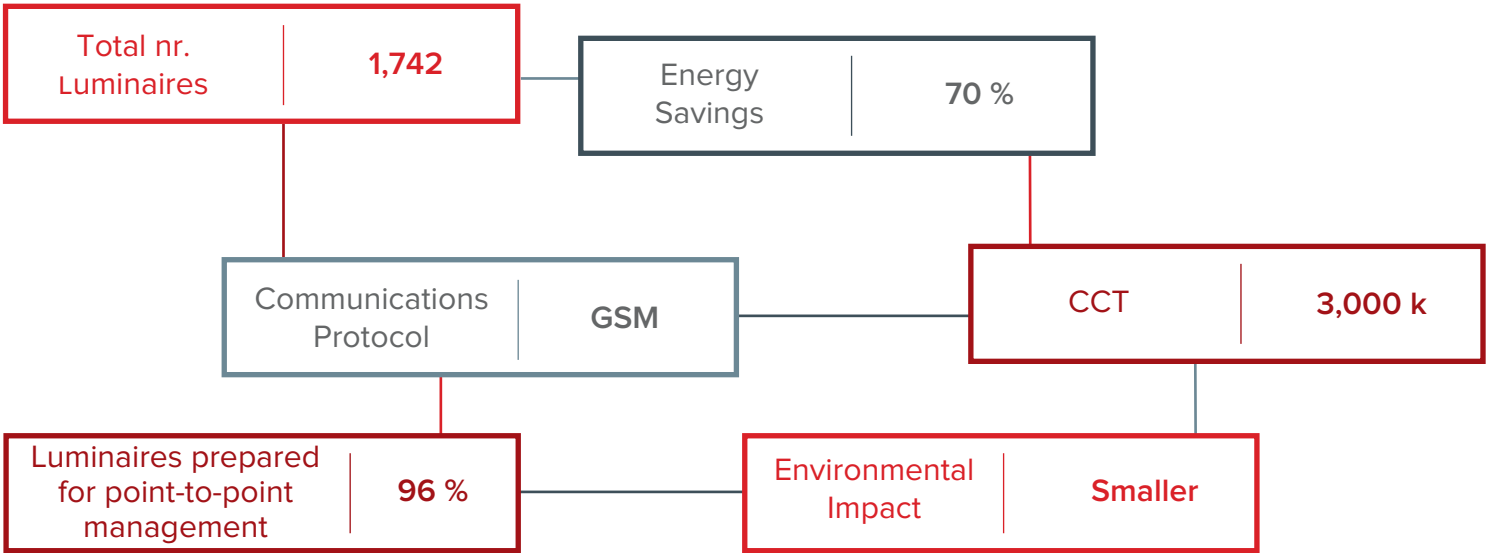 Total nr.
Luminaires
1,742
Energy
Savings
70 %
Communications
Protocol
GSM
CCT
3,000 k
Luminaires prepared
for point-to-point
management
96 %
Environmental
Impact
Smaller